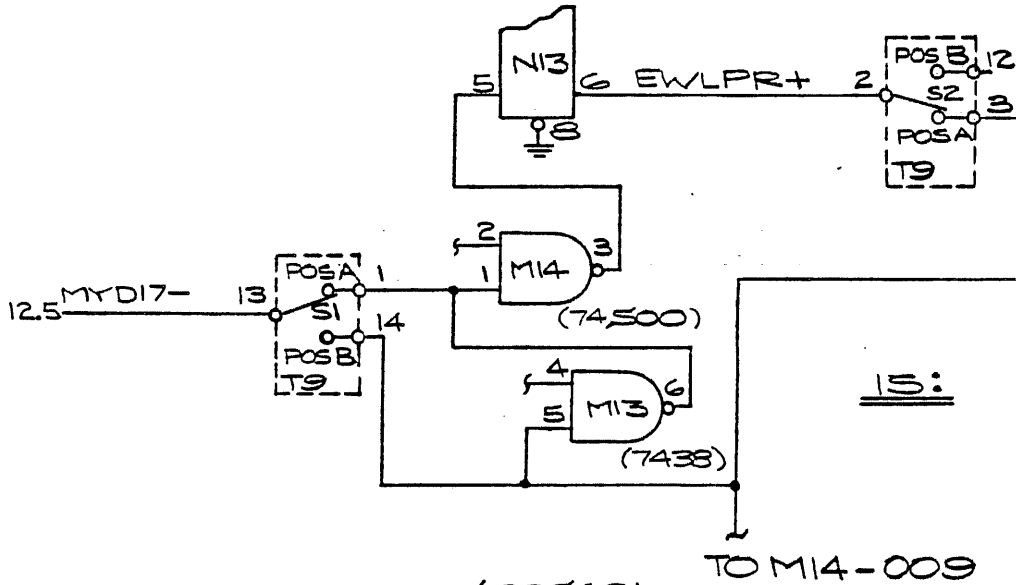 N13
5
6
EWLPR+
2
POS B
12
S2
3
POS A
T9
8
2
3
M14
1
(74S00)
12.5
MYD17-
13
POS A
1
S1
14
POS B
T9
4
6
M13
5
(7438)
15:
TO M14-009